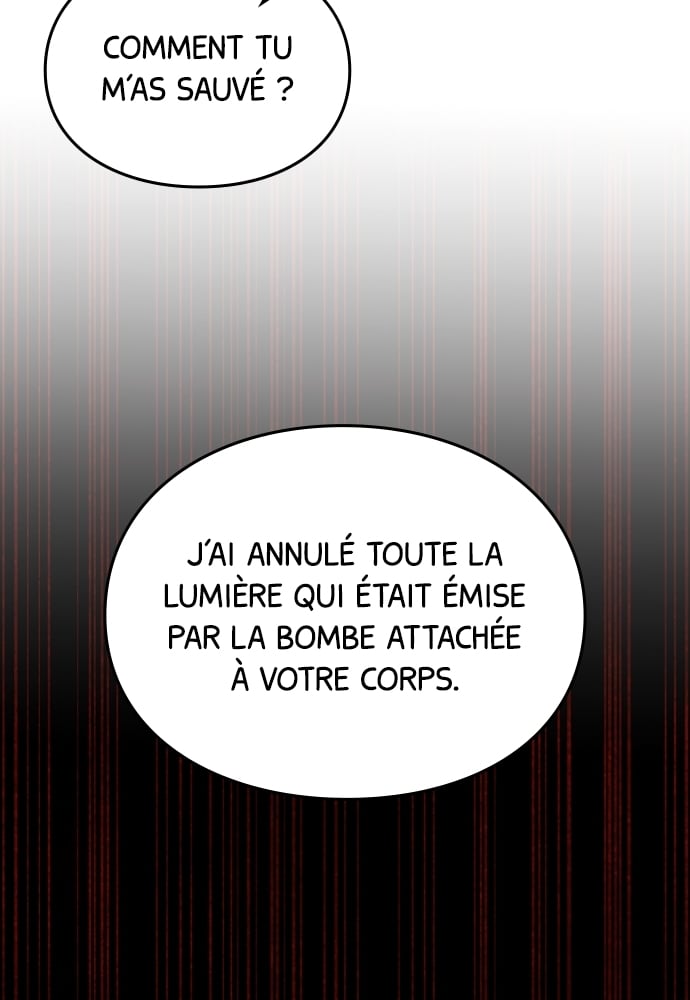 COMMENT TU
M'AS SAUVÉ ?
J'AI ANNULÉ TOUTE LA
LUMIÈRE QUI ÉTAIT ÉMISE
PAR LA BOMBE ATTACHÉE
À VOTRE CORPS.